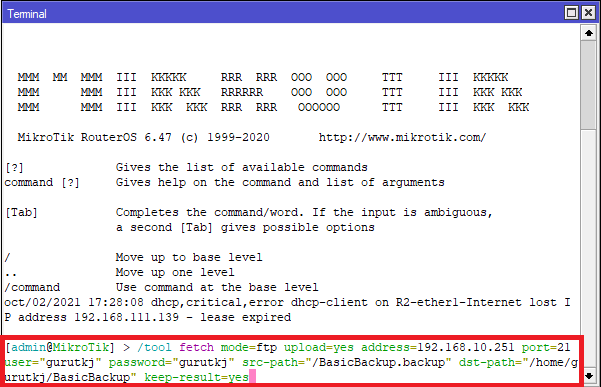 Terminal
MMM  MM  MMM  III  KKKKK     RRR  RRR  OOO  OOO     TTT     III  KKKKK
MMM      MMM  III  KKK KKK   RRRRRR    OOO  OOO     TTT     III  KKK KKK
MMM      MMM  III  KKK  KKK  RRR  RRR   OOOOOO      TTT     III  KKK  KKK
MikroTik RouterOS 6.47 (c) 1999-2020       http://www.mikrotik.com/
[?]             Gives the list of available commands
command [?]     Gives help on the command and list of arguments
[Tab]           Completes the command/word. If the input is ambiguous,
a second [Tab] gives possible options
/               Move up to base level
..              Move up one level
/command        Use command at the base level
oct/02/2021 17:28:08 dhcp,critical,error dhcp-client on R2-ether1-Internet lost I
P address 192.168.111.139 - lease expired
[admin@MikroTik] > /tool fetch mode=ftp upload=yes address=192.168.10.251 port=21
user="gurutkj" password="gurutkj" src-path="/BasicBackup.backup" dst-path="/home/g
urutkj/BasicBackup" keep-result=yes